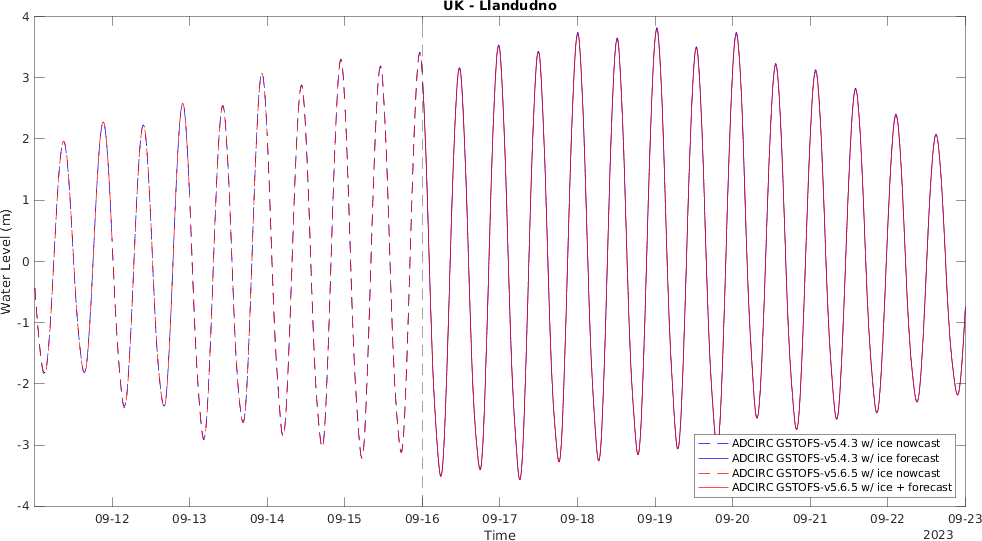 UK - Llandudno
4
3
2
1
0
-1
-2
-3
-4
Water Level (m)
ADCIRC GSTOFS-v5.4.3 w/ ice nowcast
ADCIRC GSTOFS-v5.4.3 w/ ice forecast
ADCIRC GSTOFS-v5.6.5 w/ ice nowcast
ADCIRC GSTOFS-v5.6.5 w/ ice + forecast
09-12 09-13 09-14 09-15 09-16 09-17 09-18 09-19 09-20 09-21 09-22 09-23
Time
2023